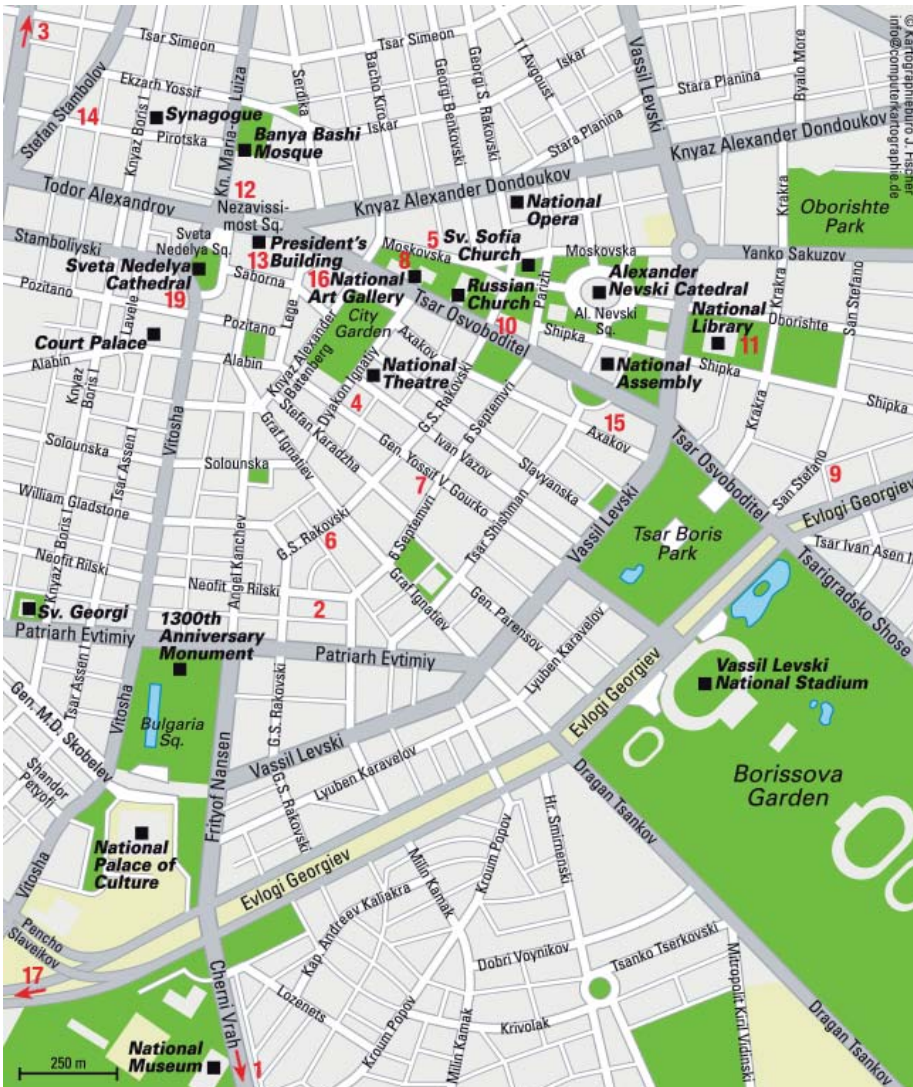 3
Tsar Simeon
Tsar Simeon
© Kartographiebüro J. Fischer
info@computerkartographie.de
Stefan Stambolov
Ekzarh Yossif
Luiza
Serdika
Bacho Kiro
Georgi Benkovski
Georgi S. Rakovski
11 Avgoust
Iskar
Vassil Levski
Stara Planina
Byalo More
14
Synagogue
Knyaz Boris I
Pirotska
Banya Bashi
Mosque
Iskar
Stara Planina
Knyaz Alexander Dondoukov
Kn. Maria-
12
Todor Alexandrov
Nezavissi-
most Sq.
Knyaz Alexander Dondoukov
National
Opera
Krakra
Oborishte
Park
Stamboliyski
Sveta
Nedelya Sq.
President's
Building
13
5
Moskovska
8
Sv. Sofia
Church
Moskovska
Yanko Sakuzov
Sveta Nedelya
Cathedral
19
Saborna
16
National
Art Gallery
Russian
Church
Parizh
Alexander
Nevski Catedral
Al. Nevski
Sq.
Krakra
San Stefano
Pozitano
Lavele
Lege
City
Garden
Tsar Osvoboditel
10
Shipka
National
Library
11
Oborishte
Court Palace
Pozitano
Alabin
Alabin
Knyaz Alexander
Batenberg
Axakov
National
Theatre
National
Assembly
Shipka
Shipka
Knyaz
Boris I
Vitosha
Dyakon Ignatiy
4
G.S. Rakovski
6 Septemvri
15
Axakov
Krakra
Tsar Osvoboditel
Solounska
Tsar Assen I
Solounska
Graf Ignatiev
Stefan Karadzha
Ivan Vazov
Gen. Yossif V. Gourko
Slavyanska
San Stefano
9
Evlogi Georgiev
William Gladstone
7
Tsar Shishman
Vassil Levski
Tsar Boris
Park
Tsar Ivan Asen II
Neofit Rilski
Knyaz Boris I
Angel Kanchev
G.S. Rakovski
6
6 Septemvri
Neofit Rilski
Graf Ignatiev
Gen. Parensov
Tsarigradsko Shose
Sv. Georgi
2
Patriarh Evtimiy
1300th
Anniversary
Monument
Patriarh Evtimiy
Lyuben Karavelov
Vassil Levski
National Stadium
Tsar Assen I
Vitosha
G.S. Rakovski
Evlogi Georgiev
Gen. M.D. Skobelev
Bulgaria
Sq.
Frityof Nansen
Vassil Levski
Lyuben Karavelov
Dragan Tsankov
Borissova
Garden
Shandor
Petyofi
G.S. Rakovski
Hr. Smirnenski
Kroum Popov
Vitosha
National
Palace of
Culture
Evlogi Georgiev
Milin Kamak
Kap. Andreev Kaliakra
Pencho
Slaveikov
17
Dobri Voynikov
Tsanko Tserkovski
Lozenets
Cherni Vrah
Kroum Popov
Milin Kamak
Krivolak
Mitropolit Kiril Vidinski
Dragan Tsankov
National
Museum
250 m
1